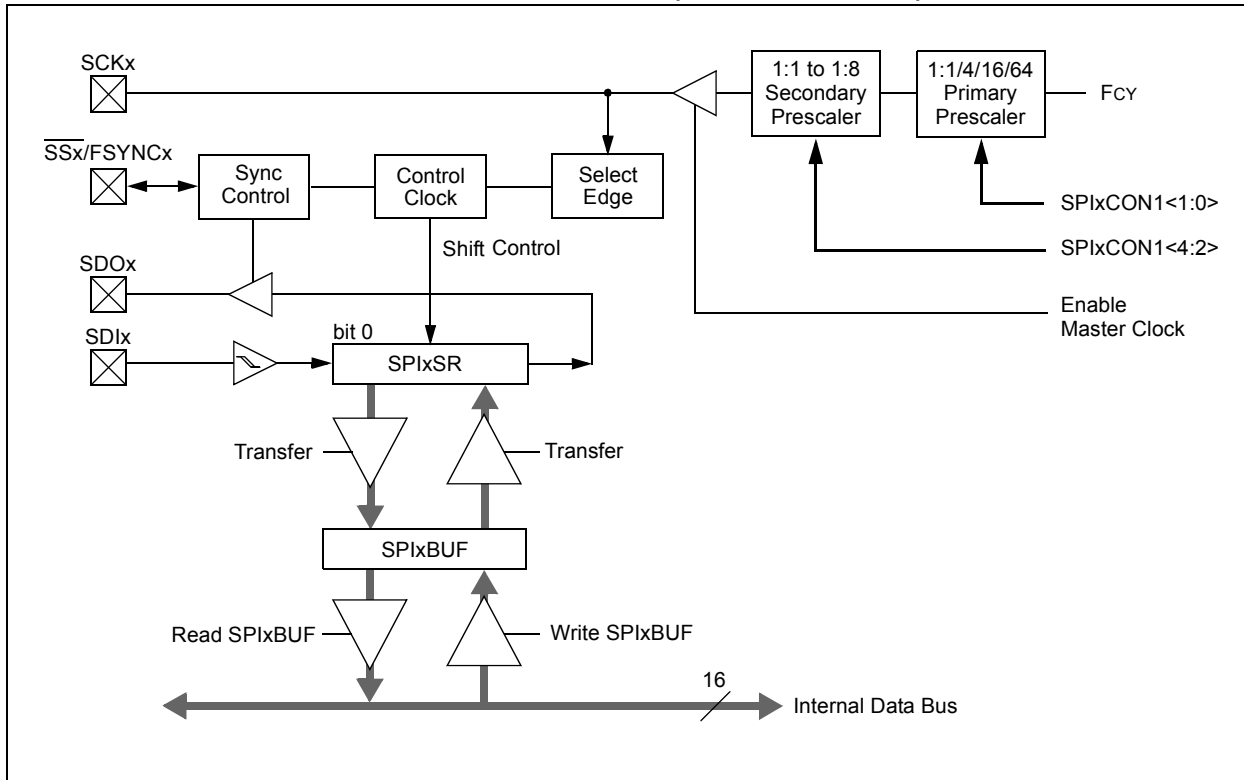 SCKx
1:1 to 1:8
Secondary
Prescaler
1:1/4/16/64
Primary
Prescaler
FCY
SSx/FSYNCx
Sync
Control
Control
Clock
Select
Edge
SPIxCON1<1:0>
SPIxCON1<4:2>
Shift Control
SDOx
Enable
Master Clock
SDIx
bit 0
SPIxSR
Transfer
Transfer
SPIxBUF
Read SPIxBUF
Write SPIxBUF
16
Internal Data Bus